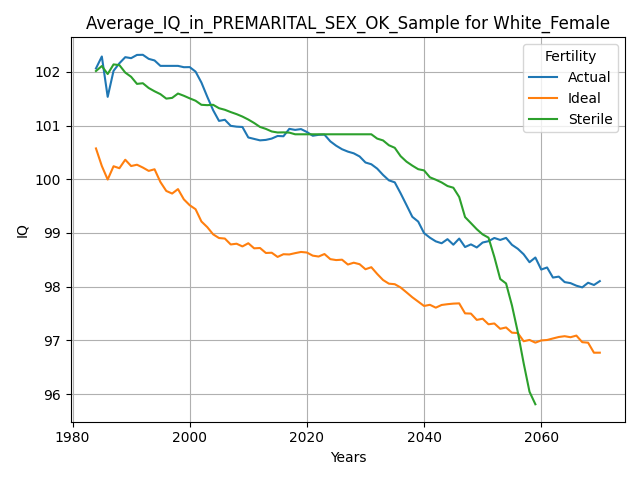 Average_IQ_in_PREMARITAL_SEX_OK_Sample for White_Female
Fertility
Actual
Ideal
Sterile
IQ
102
101
100
99
98
97
96
1980
2000
2020
2040
2060
Years